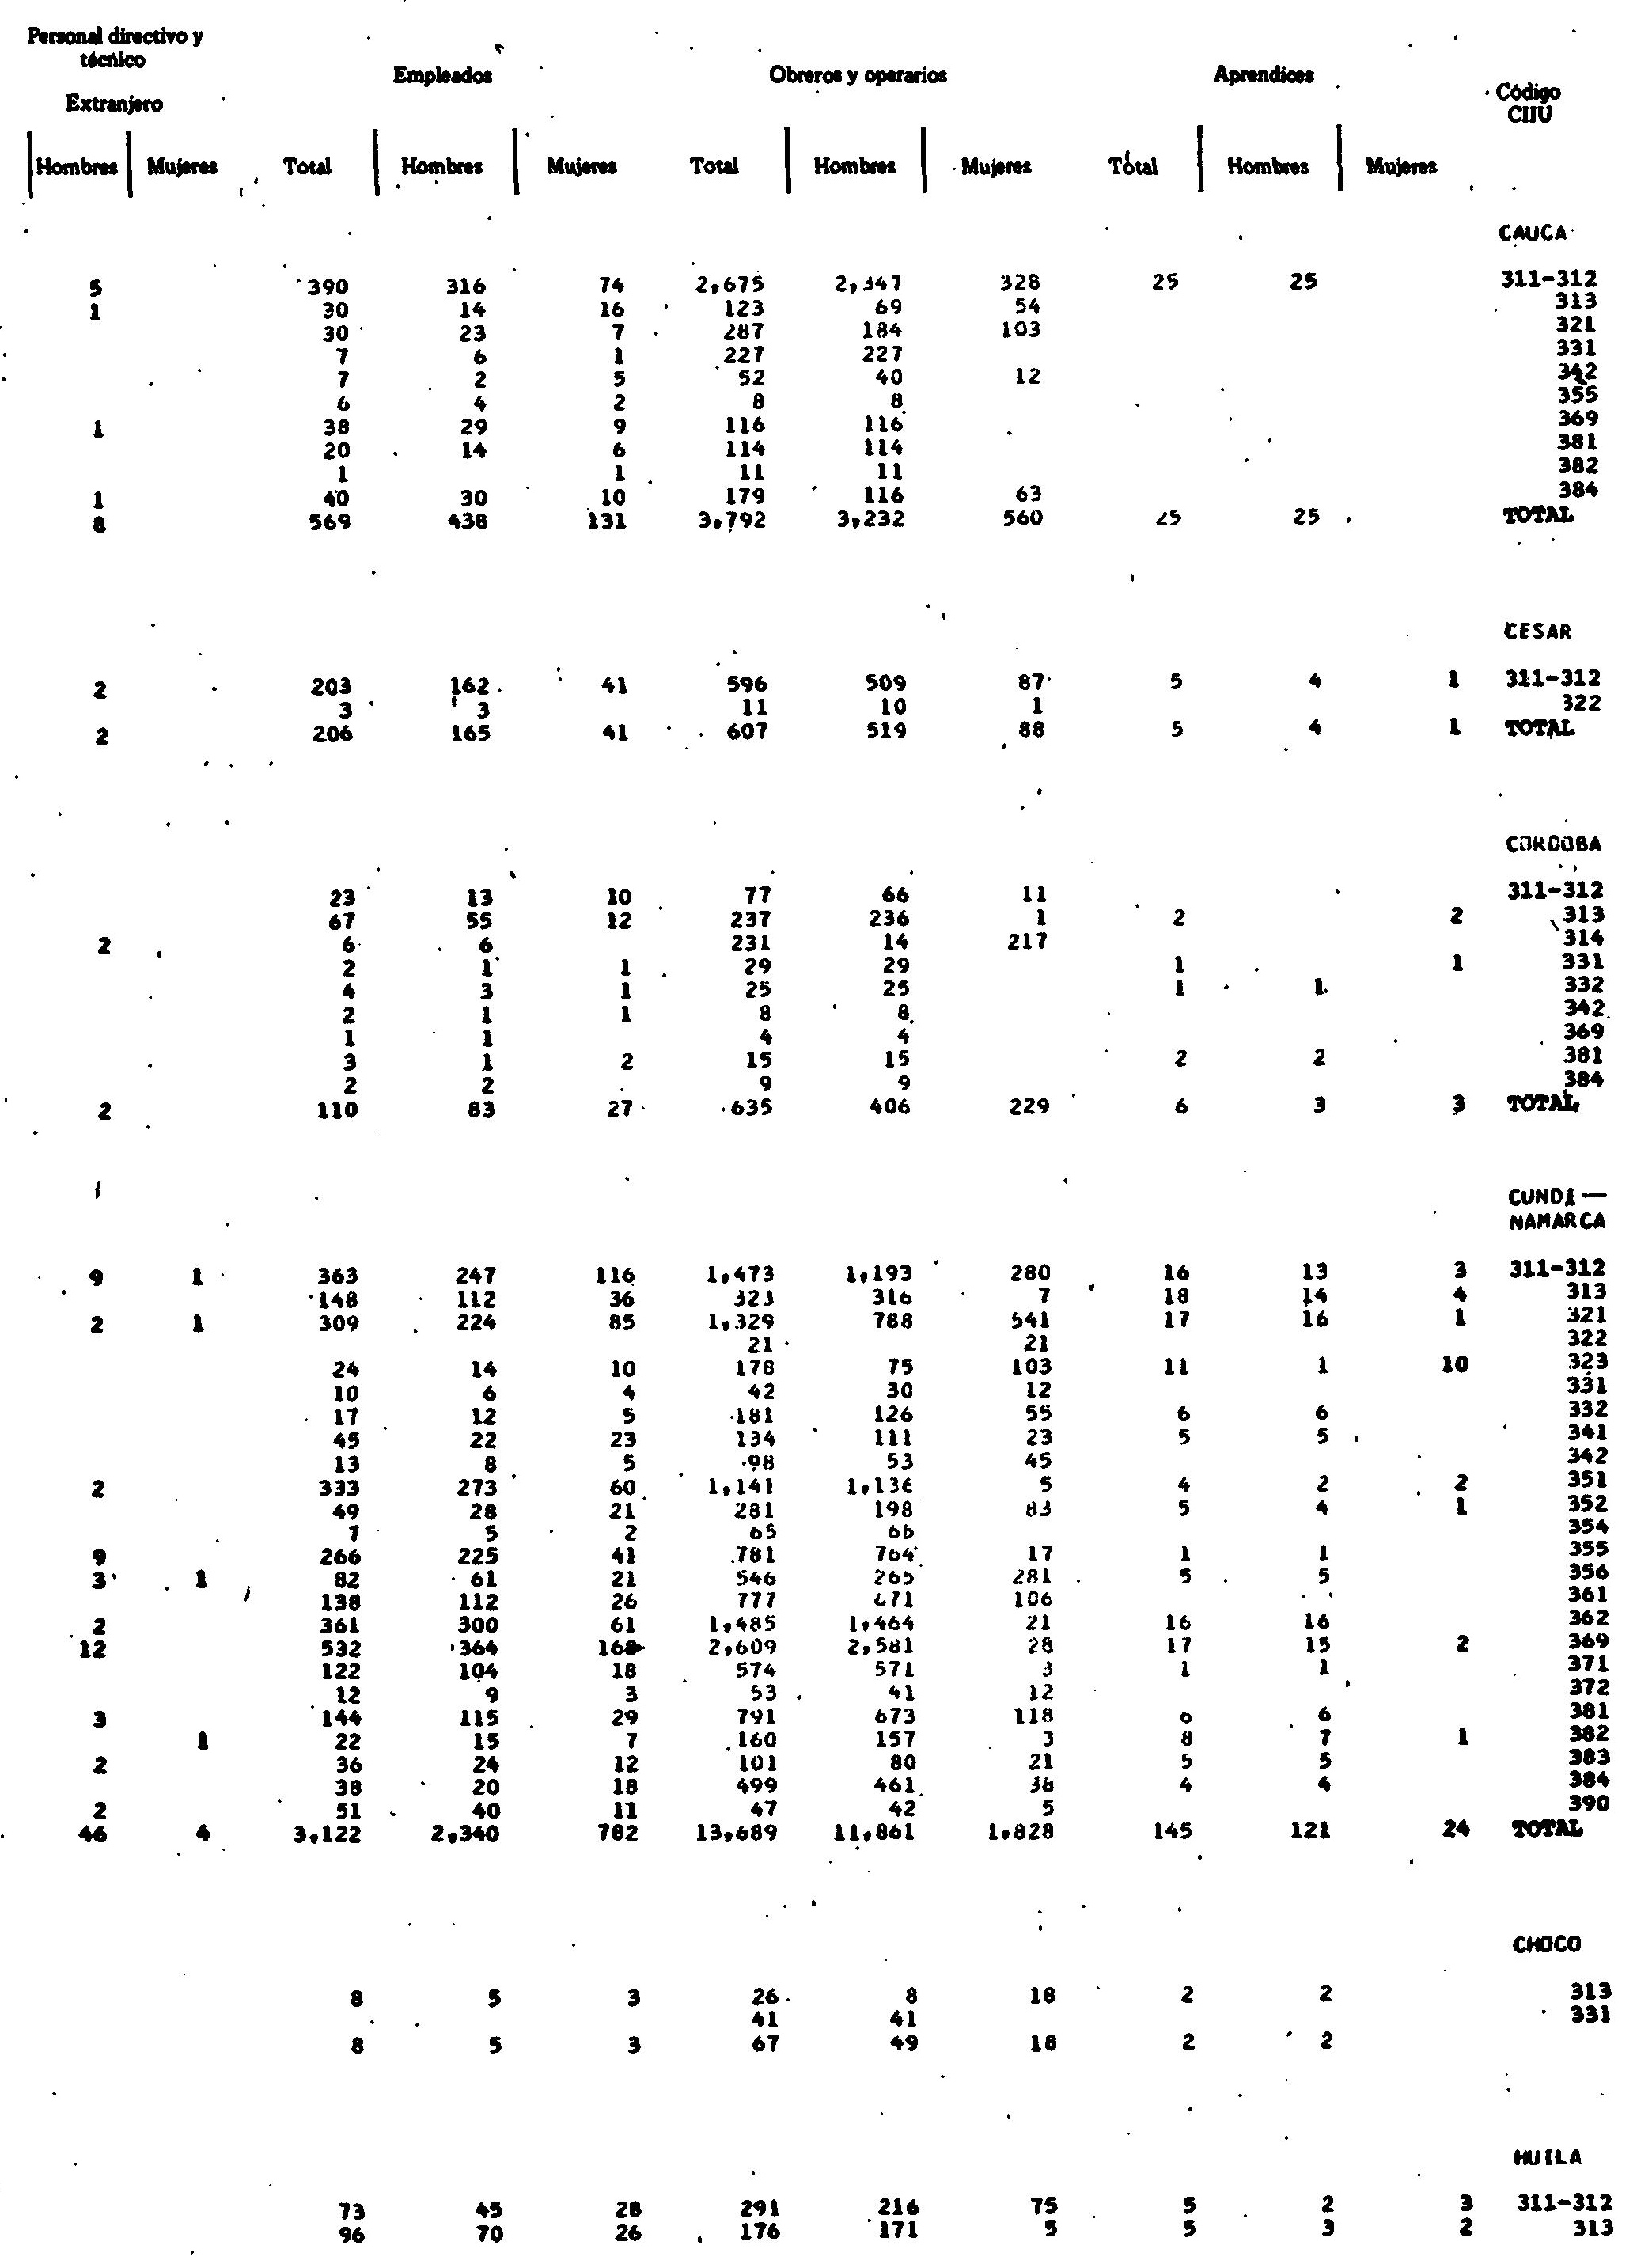 Personal directivo y
técnico
Empleados Obreros y operarios Aprendices
Extranjero
Código
CIIU
Hombres Mujeres Total Hombres Mujeres Total Hombres Mujeres Total Hombres Mujeres
CAUCA
5 390 316 74 2,675 2,347 328 25 25 311-312
1 30 14 16 123 69 54 313
30 23 7 287 184 103 321
7 6 1 227 227 331
7 2 5 52 40 12 342
6 4 2 8 8 355
1 38 29 9 116 116 369
20 14 6 114 114 381
1 1 11 11 382
1 40 30 10 179 116 63 384
8 569 438 131 3,792 3,232 560 25 25 TOTAL
CESAR
2 203 162 41 596 509 87 5 4 1 311-312
3 3 11 10 1 322
2 206 165 41 607 519 88 5 4 1 TOTAL
CORDOBA
23 13 10 77 66 11 311-312
67 55 12 237 236 1 2 2 313
2 6 6 231 14 217 314
2 1 1 29 29 1 1 331
4 3 1 25 25 1 1 332
2 1 1 8 8 342
1 1 4 4 369
3 1 2 15 15 2 2 381
2 2 9 9 384
2 110 83 27 635 406 229 6 3 3 TOTAL
CUNDI—
NAMARCA
9 1 363 247 116 1,473 1,193 280 16 13 3 311-312
148 112 36 323 316 7 18 14 4 313
2 1 309 224 85 1,329 788 541 17 16 1 321
21 21 322
24 14 10 178 75 103 11 1 10 323
10 6 4 42 30 12 331
17 12 5 181 126 55 6 6 332
45 22 23 134 111 23 5 5 341
13 8 5 98 53 45 342
2 333 273 60 1,141 1,136 5 4 2 2 351
49 28 21 281 198 83 5 4 1 352
7 5 2 65 65 354
9 266 225 41 781 764 17 1 1 355
3 1 82 61 21 546 265 281 5 5 356
138 112 26 777 671 106 361
2 361 300 61 1,485 1,464 21 16 16 362
12 532 364 168 2,609 2,581 28 17 15 2 369
122 104 18 574 571 3 1 1 371
12 9 3 53 41 12 372
3 144 115 29 791 673 118 6 6 381
1 22 15 7 160 157 3 8 7 1 382
2 36 24 12 101 80 21 5 5 383
38 20 18 499 461 38 4 4 384
2 51 40 11 47 42 5 390
46 4 3,122 2,340 782 13,689 11,861 1,828 145 121 24 TOTAL
CHOCO
8 5 3 26 8 18 2 2 313
41 41 331
8 5 3 67 49 18 2 2
HUILA
73 45 28 291 216 75 5 2 3 311-312
96 70 26 176 171 5 5 3 2 313